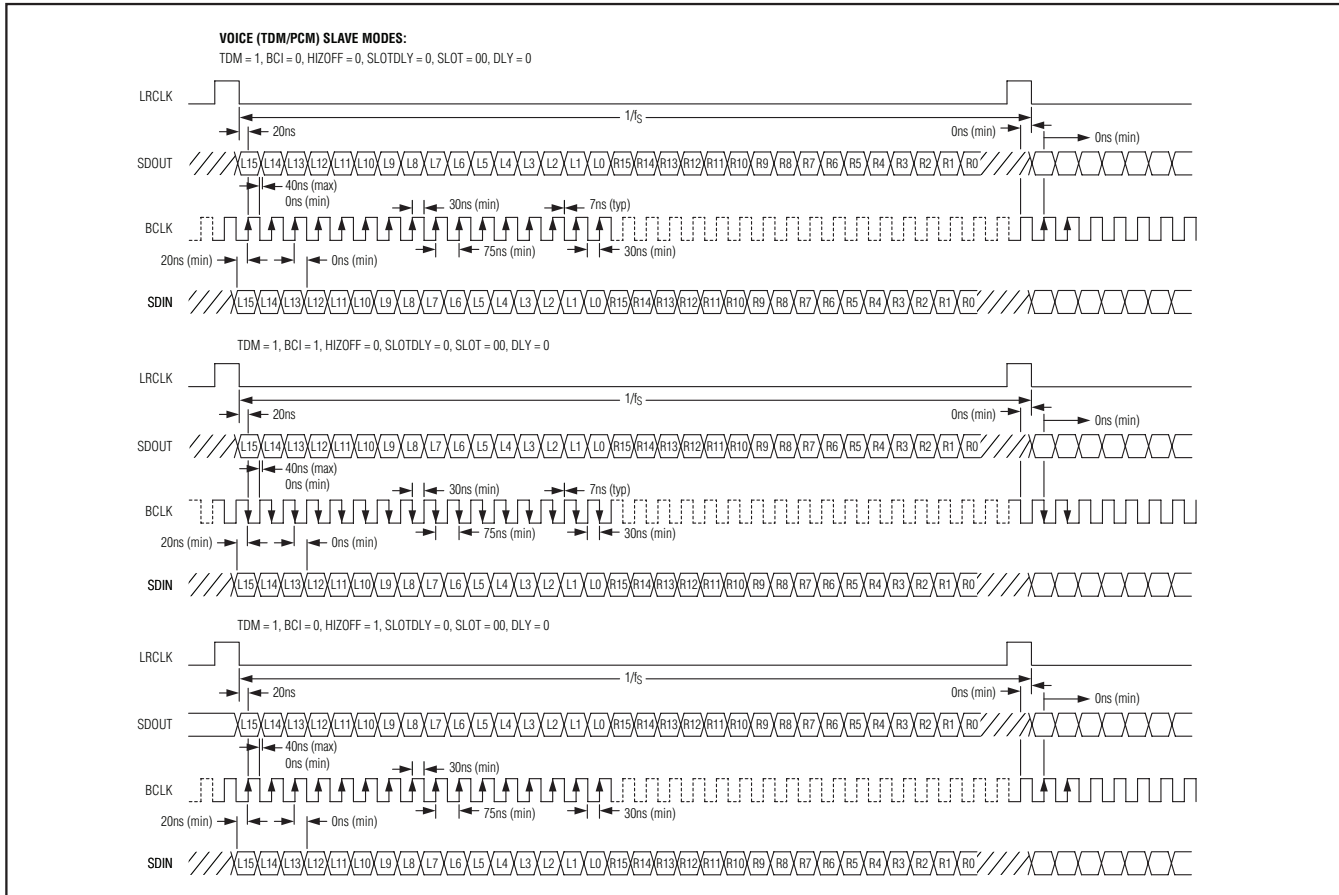 VOICE (TDM/PCM) SLAVE MODES:
TDM = 1, BCI = 0, HIZOFF = 0, SLOTDLY = 0, SLOT = 00, DLY = 0
LRCLK
1/fS
20ns
0ns (min)
0ns (min)
SDOUT L15 L14 L13 L12 L11 L10 L9 L8 L7 L6 L5 L4 L3 L2 L1 L0 R15 R14 R13 R12 R11 R10 R9 R8 R7 R6 R5 R4 R3 R2 R1 R0
40ns (max)
0ns (min)
30ns (min)
7ns (typ)
BCLK
20ns (min)
0ns (min)
75ns (min)
30ns (min)
SDIN L15 L14 L13 L12 L11 L10 L9 L8 L7 L6 L5 L4 L3 L2 L1 L0 R15 R14 R13 R12 R11 R10 R9 R8 R7 R6 R5 R4 R3 R2 R1 R0
TDM = 1, BCI = 1, HIZOFF = 0, SLOTDLY = 0, SLOT = 00, DLY = 0
LRCLK
1/fS
20ns
0ns (min)
0ns (min)
SDOUT L15 L14 L13 L12 L11 L10 L9 L8 L7 L6 L5 L4 L3 L2 L1 L0 R15 R14 R13 R12 R11 R10 R9 R8 R7 R6 R5 R4 R3 R2 R1 R0
40ns (max)
0ns (min)
30ns (min)
7ns (typ)
BCLK
20ns (min)
0ns (min)
75ns (min)
30ns (min)
SDIN L15 L14 L13 L12 L11 L10 L9 L8 L7 L6 L5 L4 L3 L2 L1 L0 R15 R14 R13 R12 R11 R10 R9 R8 R7 R6 R5 R4 R3 R2 R1 R0
TDM = 1, BCI = 0, HIZOFF = 1, SLOTDLY = 0, SLOT = 00, DLY = 0
LRCLK
1/fS
20ns
0ns (min)
0ns (min)
SDOUT L15 L14 L13 L12 L11 L10 L9 L8 L7 L6 L5 L4 L3 L2 L1 L0 R15 R14 R13 R12 R11 R10 R9 R8 R7 R6 R5 R4 R3 R2 R1 R0
40ns (max)
0ns (min)
30ns (min)
7ns (typ)
BCLK
20ns (min)
0ns (min)
75ns (min)
30ns (min)
SDIN L15 L14 L13 L12 L11 L10 L9 L8 L7 L6 L5 L4 L3 L2 L1 L0 R15 R14 R13 R12 R11 R10 R9 R8 R7 R6 R5 R4 R3 R2 R1 R0